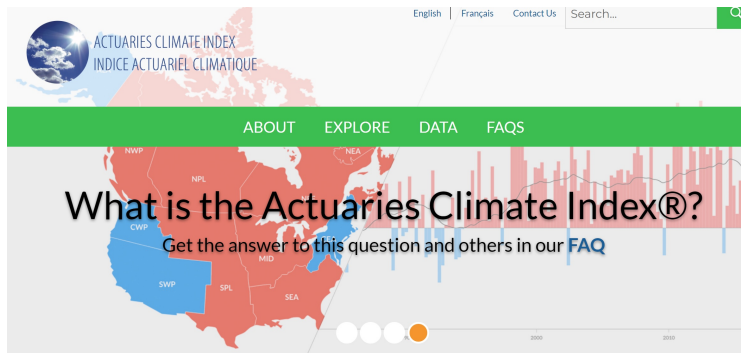 English
Français
Contact Us
Search...
ACTUARIES CLIMATE INDEX
INDICE ACTUARIEL CLIMATIQUE
ABOUT EXPLORE DATA FAQS
NWP
NEA
NPL
What is the Actuaries Climate Index®?
CWP
Get the answer to this question and others in our FAQ
MID
SWP
SPL
SEA
2000
2010